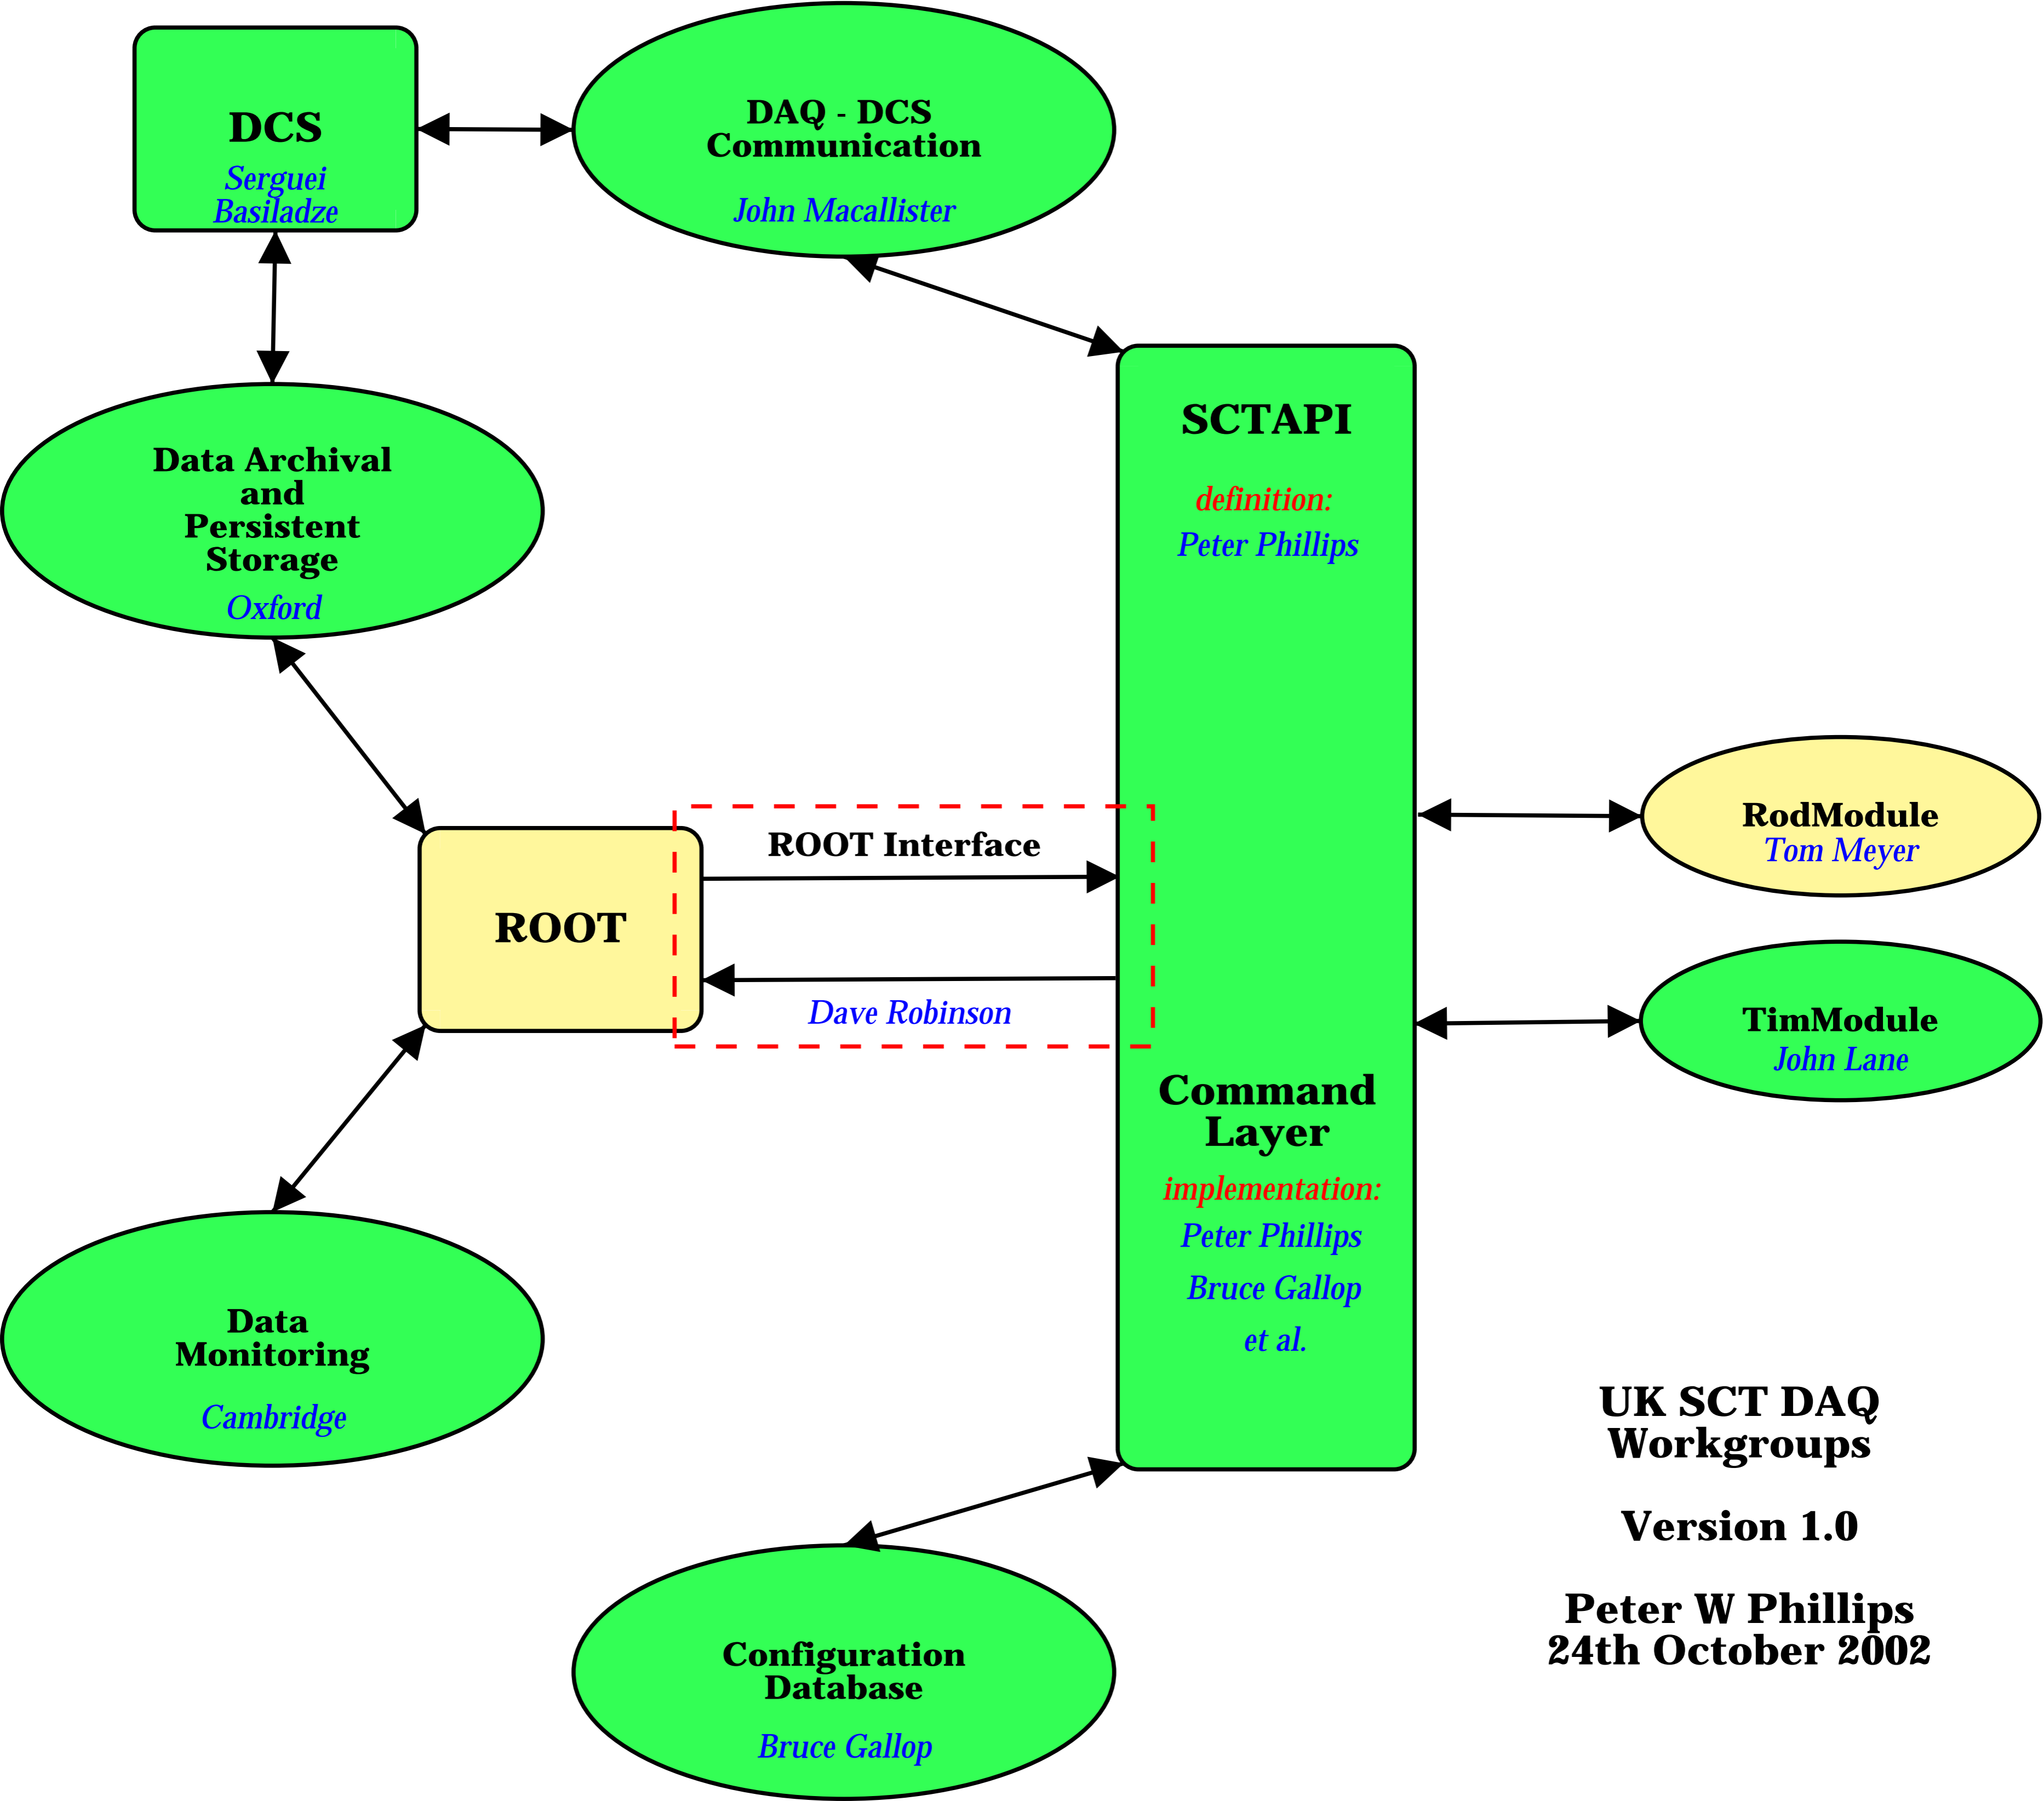 DCS
Serguei
Basiladze
DAQ - DCS
Communication
John Macallister
Data Archival
and
Persistent
Storage
Oxford
SCTAPI
definition:
Peter Phillips
ROOT
ROOT Interface
Dave Robinson
RodModule
Tom Meyer
TimModule
John Lane
Command
Layer
implementation:
Peter Phillips
Bruce Gallop
et al.
Data
Monitoring
Cambridge
Configuration
Database
Bruce Gallop
UK SCT DAQ
Workgroups
Version 1.0
Peter W Phillips
24th October 2002